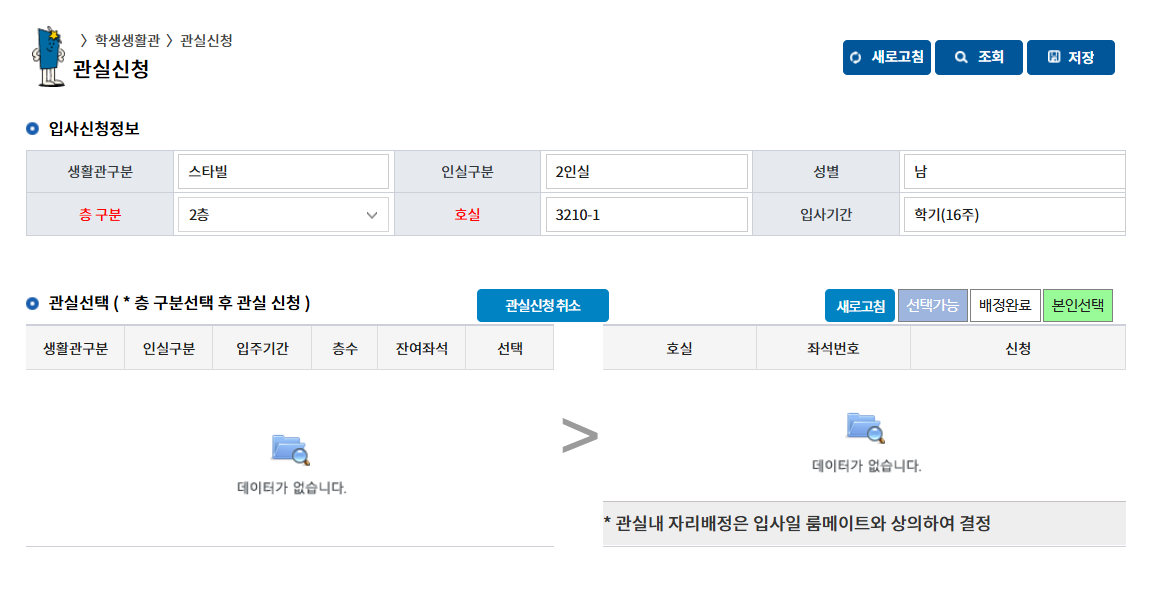 〉 학생생활관 〉 관실신청
관실신청
새로고침 조회 저장
입사신청정보
생활관구분 스타빌 인실구분 2인실 성별 남
층 구분 2층 호실 3210-1 입사기간 학기(16주)
관실선택 ( * 층 구분선택 후 관실 신청 ) 관실신청취소 새로고침 선택가능 배정완료 본인선택
생활관구분 인실구분 입주기간 층수 잔여좌석 선택 호실 좌석번호 신청
>
데이터가 없습니다.
데이터가 없습니다.
* 관실내 자리배정은 입사일 룸메이트와 상의하여 결정